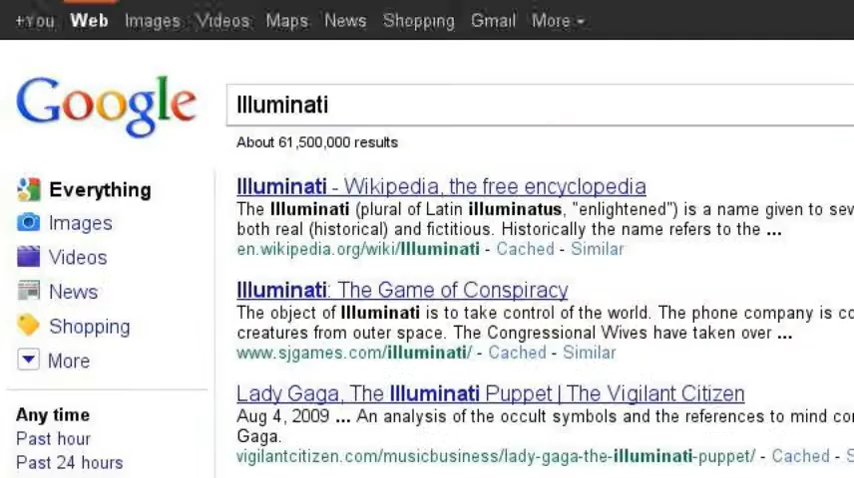 +You Web Images Videos Maps News Shopping Gmail More
Google
Illuminati
About 61,500,000 results
Everything
Images
Videos
News
Shopping
More
Any time
Past hour
Past 24 hours
Illuminati - Wikipedia, the free encyclopedia
The Illuminati (plural of Latin illuminatus, "enlightened") is a name given to sev
both real (historical) and fictitious. Historically the name refers to the ...
en.wikipedia.org/wiki/Illuminati - Cached - Similar
Illuminati: The Game of Conspiracy
The object of Illuminati is to take control of the world. The phone company is co
creatures from outer space. The Congressional Wives have taken over ...
www.sjgames.com/illuminati/ - Cached - Similar
Lady Gaga, The Illuminati Puppet | The Vigilant Citizen
Aug 4, 2009 ... An analysis of the occult symbols and the references to mind co
Gaga.
vigilantcitizen.com/musicbusiness/lady-gaga-the-illuminati-puppet/ - Cached - S